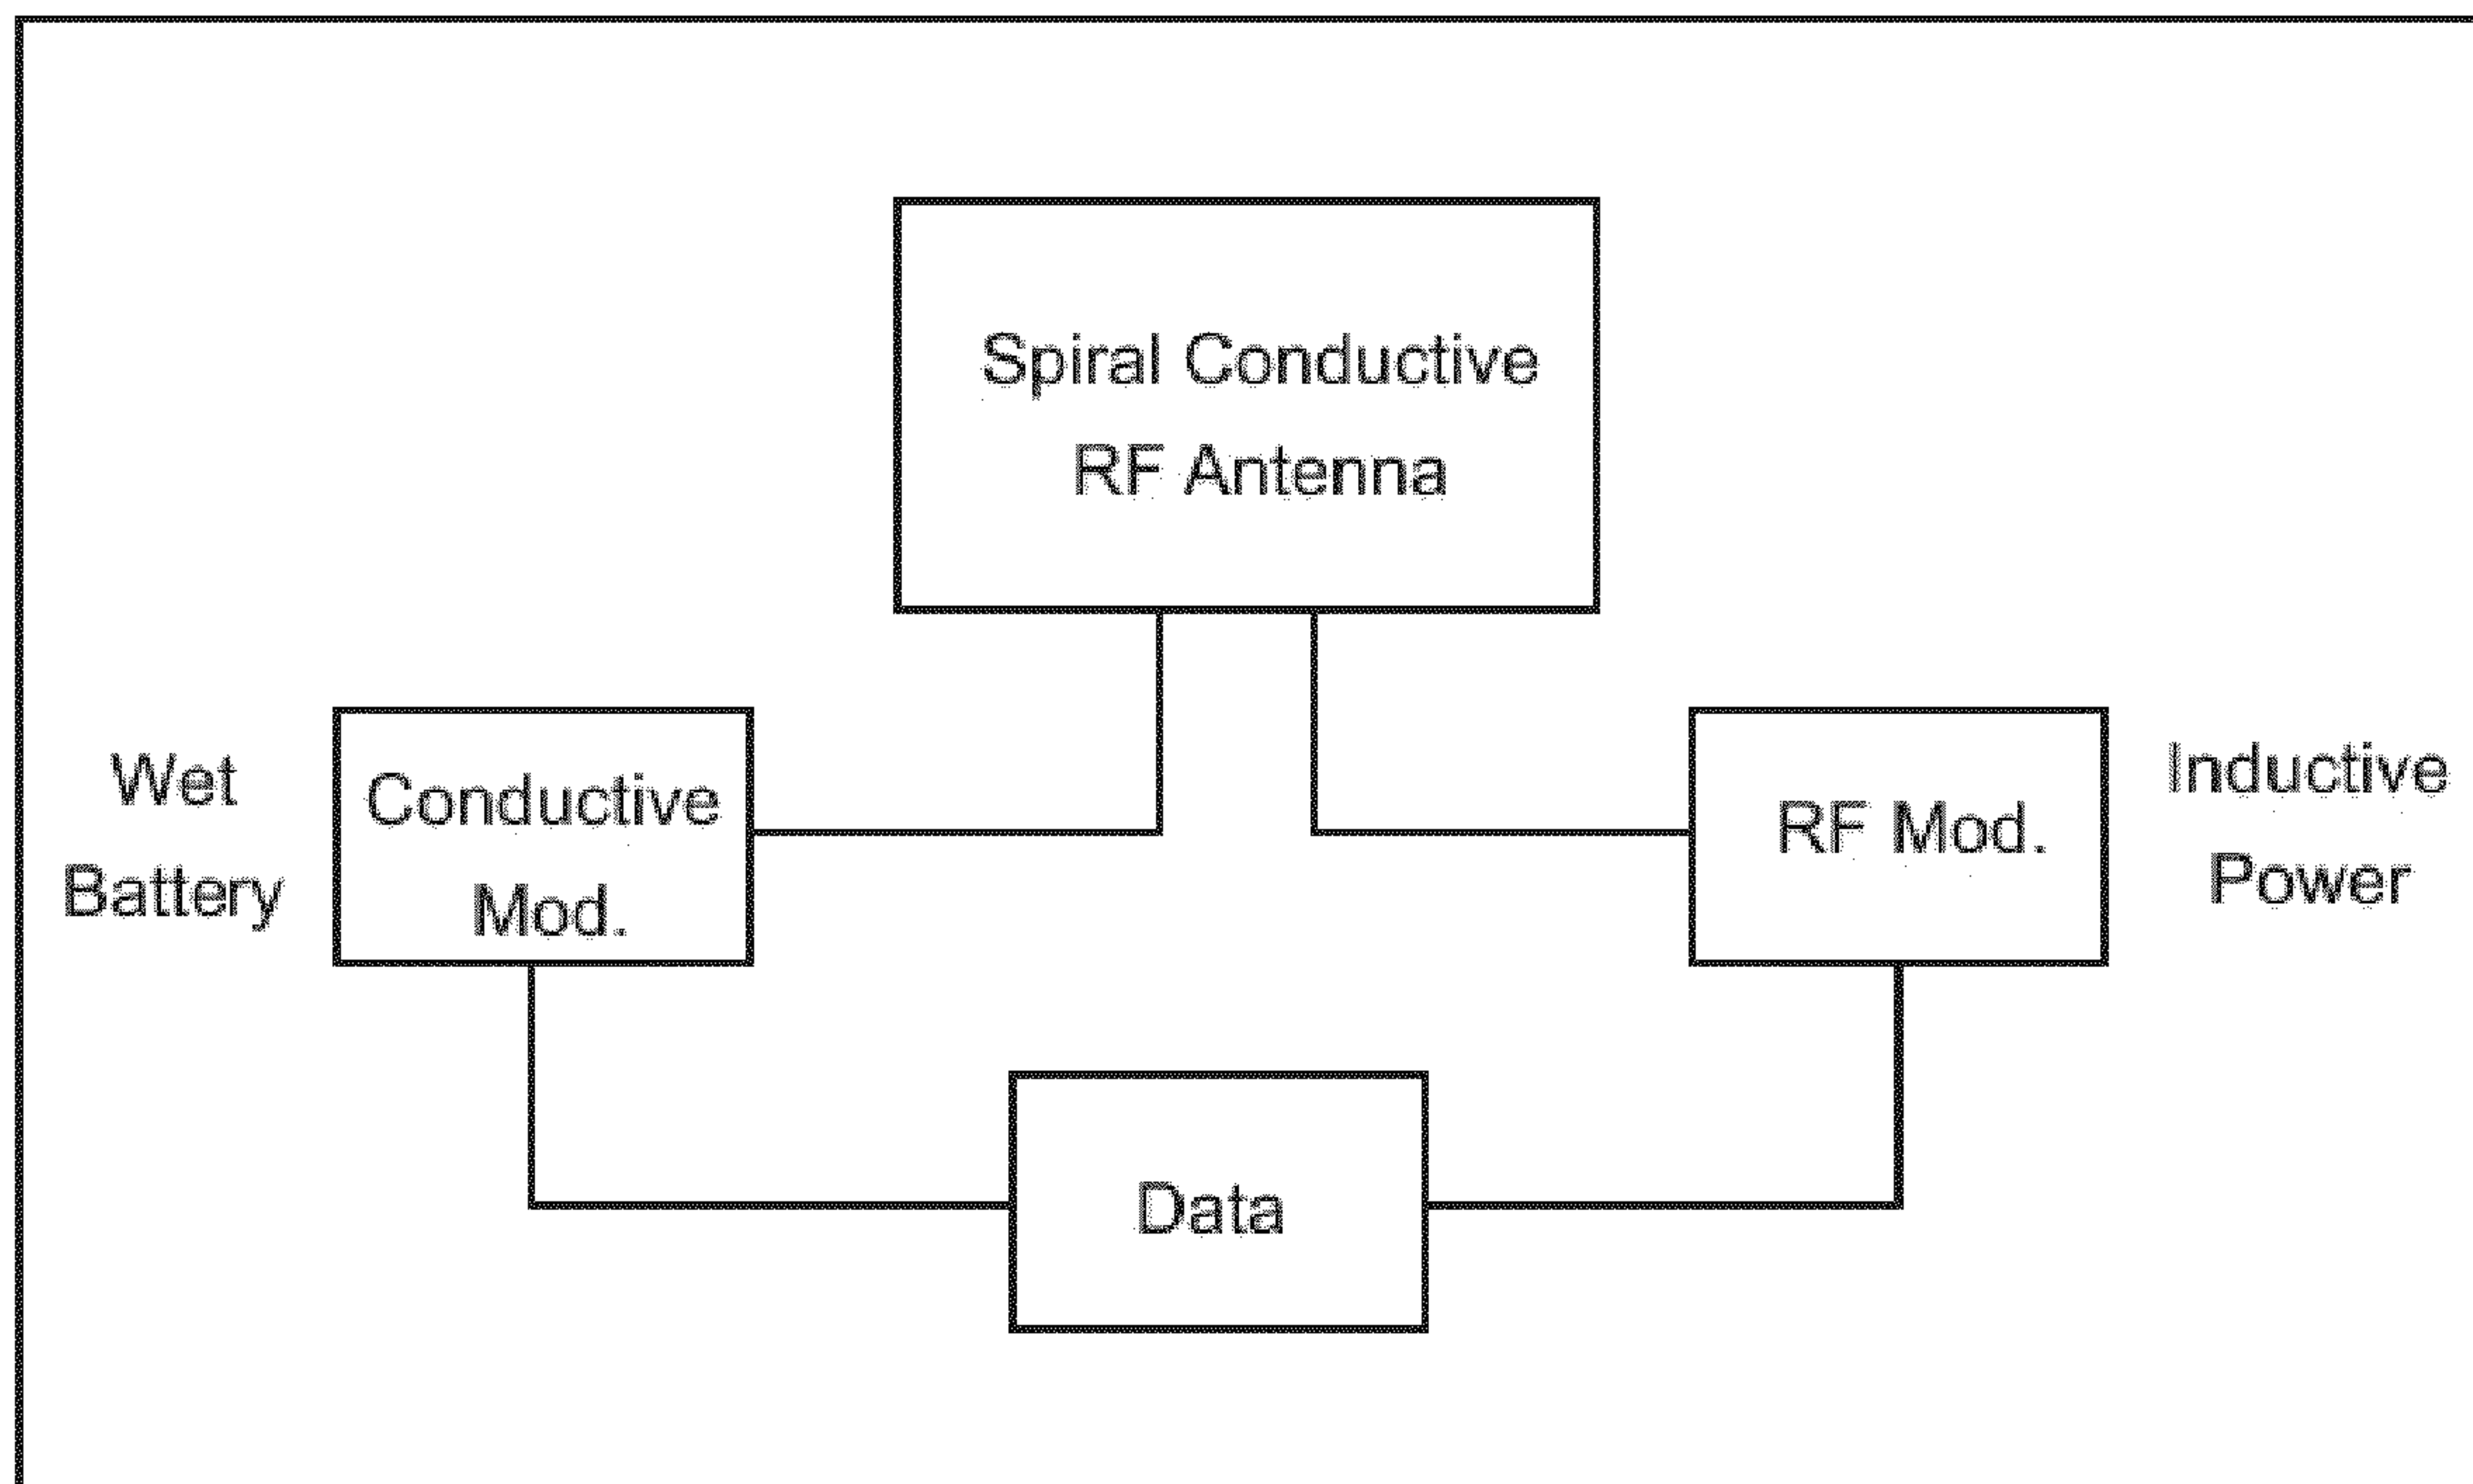 Spiral Conductive
RF Antenna
Wet
Battery
Conductive
Mod.
RF Mod.
Inductive
Power
Data